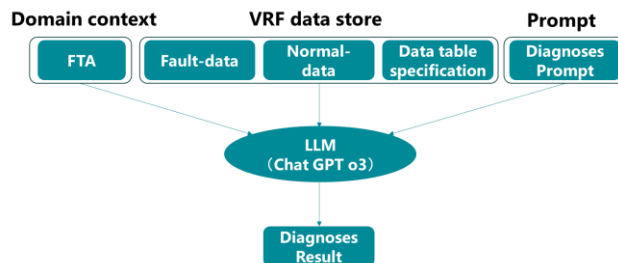 Domain context
VRF data store
Prompt
FTA
Fault-data
Normal-
data
Data table
specification
Diagnoses
Prompt
LLM
（Chat GPT o3）
Diagnoses
Result